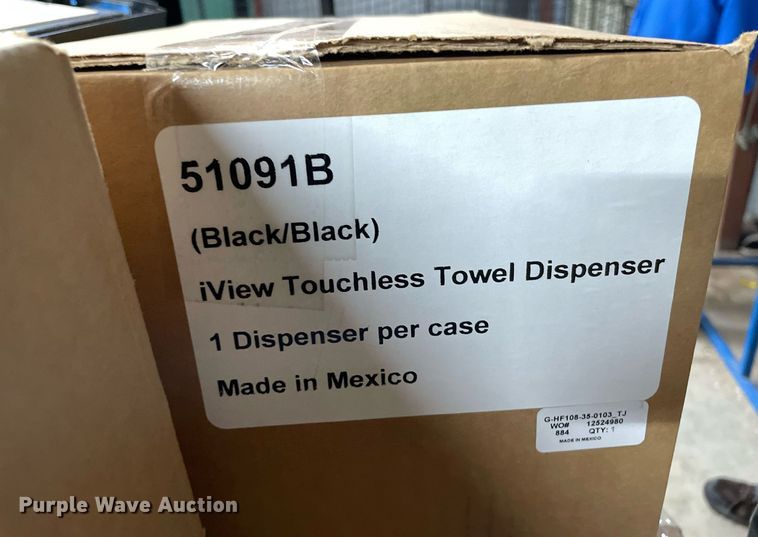 51091B
(Black/Black)
iView Touchless Towel Dispenser
1 Dispenser per case
Made in Mexico
G-HF108-35-0103_TJ
WO# 12524980
884 QTY: 1
MADE IN MEXICO
Purple Wave Auction